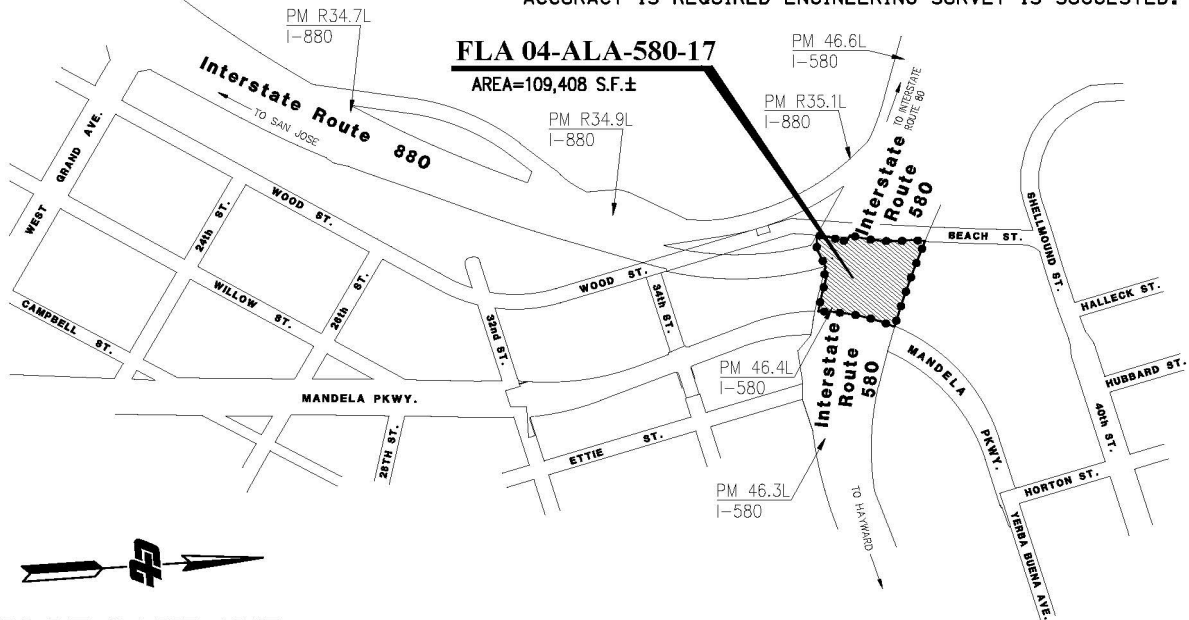 ACCURACY IS REQUIRED ENGINEERING SURVEY IS SUGGESTED.
PM R34.7L
I-880
FLA 04-ALA-580-17
AREA=109,408 S.F.±
PM 46.6L
I-580
Interstate Route 880
TO SAN JOSE
PM R34.9L
I-880
PM R35.1L
I-880
TO INTERSTATE
ROUTE 80
Interstate
Route
580
WEST GRAND AVE.
24th ST.
WOOD ST.
26th ST.
WILLOW ST.
CAMPBELL ST.
32nd ST.
WOOD ST.
34th ST.
BEACH ST.
SHELLMOUND ST.
HALLECK ST.
HUBBARD ST.
40th ST.
MANDELA PKWY.
28TH ST.
ETTIE ST.
PM 46.4L
I-580
Interstate
Route
580
MANDELA PKWY.
PM 46.3L
I-580
TO HAYWARD
HORTON ST.
YERBA BUENA AVE.